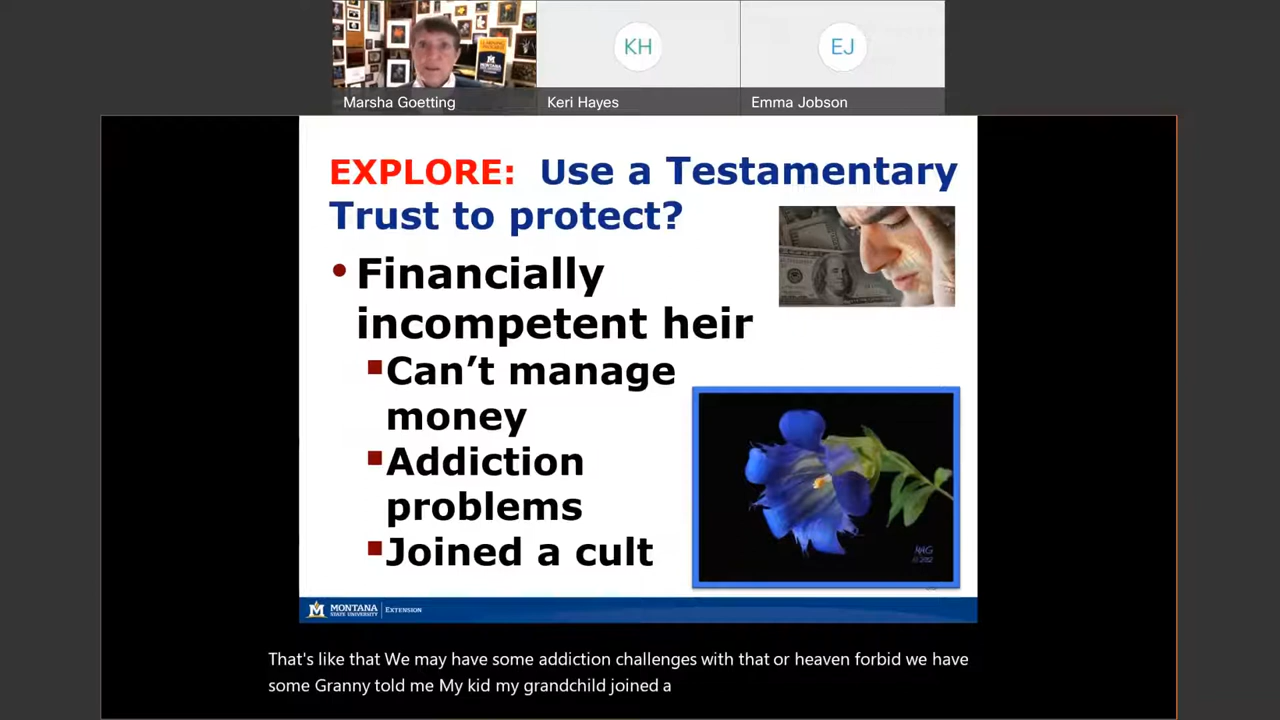 KH
EJ
Marsha Goetting
Keri Hayes
Emma Jobson
EXPLORE: Use a Testamentary
Trust to protect?
• Financially
incompetent heir
▪Can’t manage
money
▪Addiction
problems
▪Joined a cult
MONTANA
STATE UNIVERSITY
EXTENSION
That's like that We may have some addiction challenges with that or heaven forbid we have
some Granny told me My kid my grandchild joined a